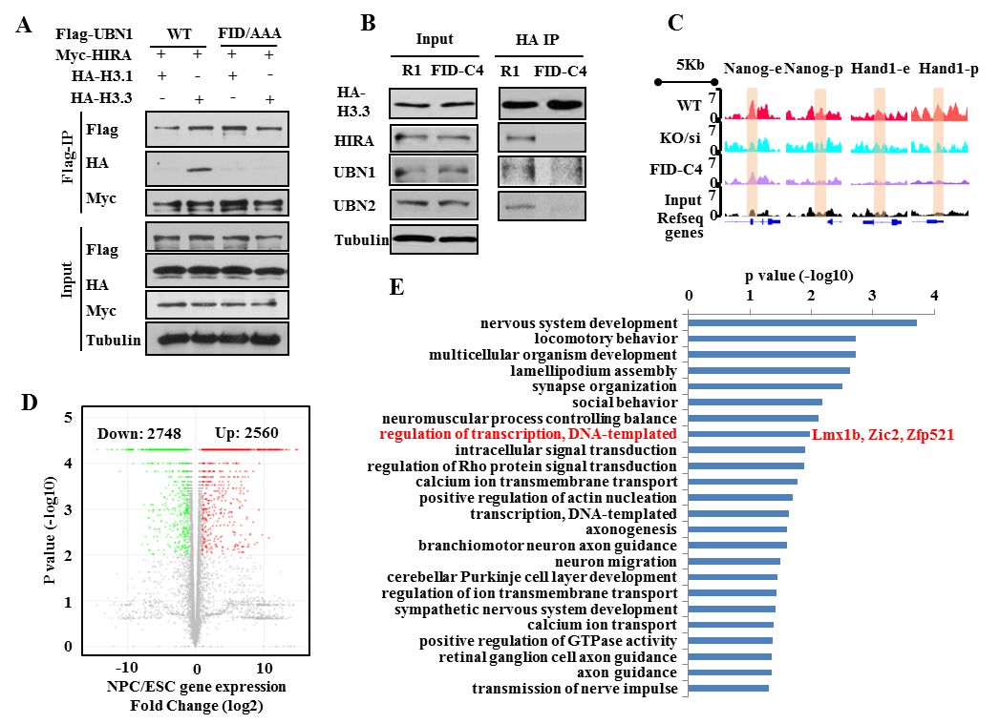 A
Flag-UBN1 WT FID/AAA
Myc-HIRA + + + +
HA-H3.1 + - + -
HA-H3.3 - + - +
Flag-IP
Flag
HA
Myc
Input
Flag
HA
Myc
Tubulin
B
Input HA IP
R1 FID-C4 R1 FID-C4
HA-
H3.3
HIRA
UBN1
UBN2
Tubulin
C
5Kb
Nanog-e Nanog-p Hand1-e Hand1-p
WT 7 0
KO/si 7 0
FID-C4 7 0
Input 7 0
Refseq
genes
D
Down: 2748 Up: 2560
P value (-log10)
5
4
3
2
1
0
-10 0 10
NPC/ESC gene expression
Fold Change (log2)
E
p value (-log10)
0 1 2 3 4
nervous system development
locomotory behavior
multicellular organism development
lamellipodium assembly
synapse organization
social behavior
neuromuscular process controlling balance
regulation of transcription, DNA-templated Lmx1b, Zic2, Zfp521
intracellular signal transduction
regulation of Rho protein signal transduction
calcium ion transmembrane transport
positive regulation of actin nucleation
transcription, DNA-templated
axonogenesis
branchiomotor neuron axon guidance
neuron migration
cerebellar Purkinje cell layer development
regulation of ion transmembrane transport
sympathetic nervous system development
calcium ion transport
positive regulation of GTPase activity
retinal ganglion cell axon guidance
axon guidance
transmission of nerve impulse